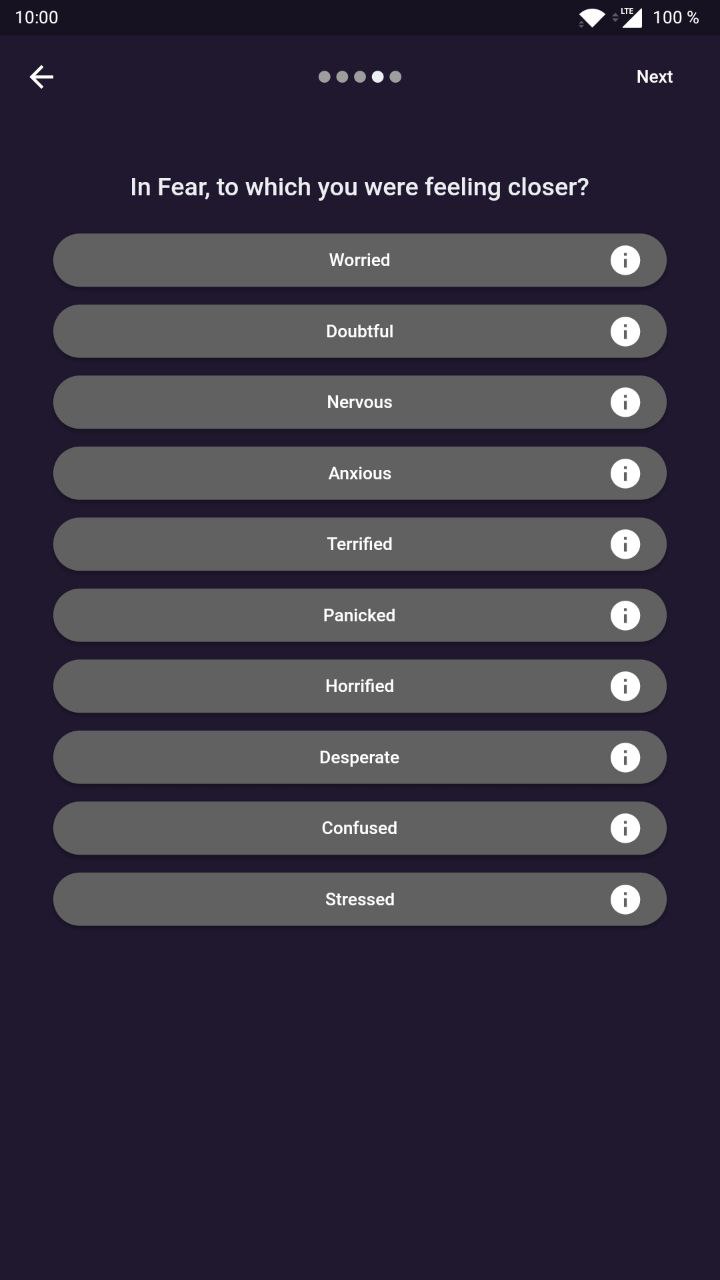 10:00
LTE
100 %
Next
In Fear, to which you were feeling closer?
Worried
Doubtful
Nervous
Anxious
Terrified
Panicked
Horrified
Desperate
Confused
Stressed